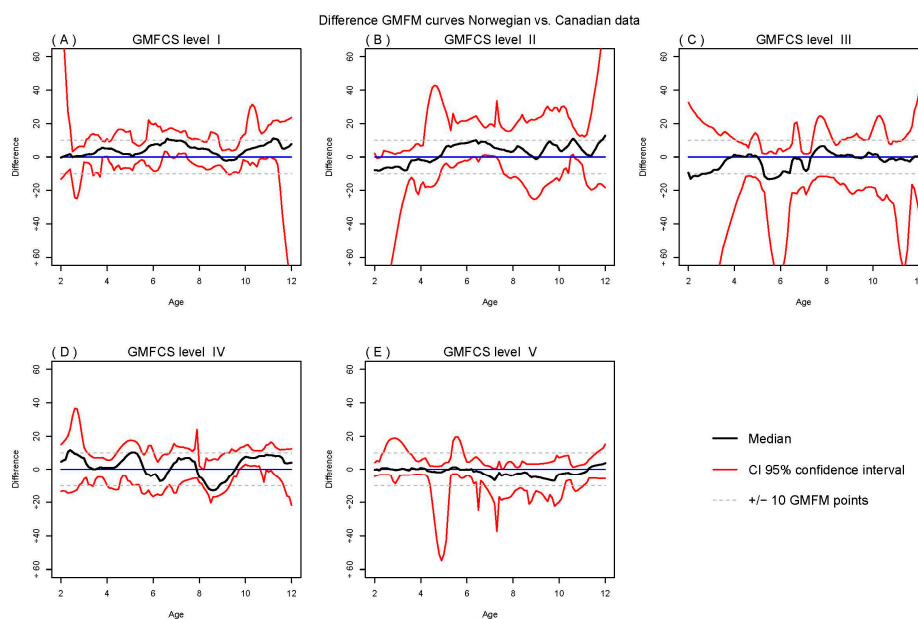 Difference GMFM curves Norwegian vs. Canadian data
( A )
GMFCS level I
60
40
20
0
+20
+40
+60
Difference
2 4 6 8 10 12
Age
( B )
GMFCS level II
60
40
20
0
+20
+40
+60
Difference
2 4 6 8 10 12
Age
( C )
GMFCS level III
60
40
20
0
+20
+40
+60
Difference
2 4 6 8 10 12
Age
( D )
GMFCS level IV
60
40
20
0
+20
+40
+60
Difference
2 4 6 8 10 12
Age
( E )
GMFCS level V
60
40
20
0
+20
+40
+60
Difference
2 4 6 8 10 12
Age
Median
CI 95% confidence interval
+/− 10 GMFM points